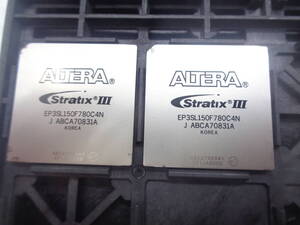 ALTERA®
Stratix® III
EP3SL150F780C4N
J ABCA70831A
KOREA
ALTERA®
Stratix® III
EP3SL150F780C4N
J ABCA70831A
KOREA